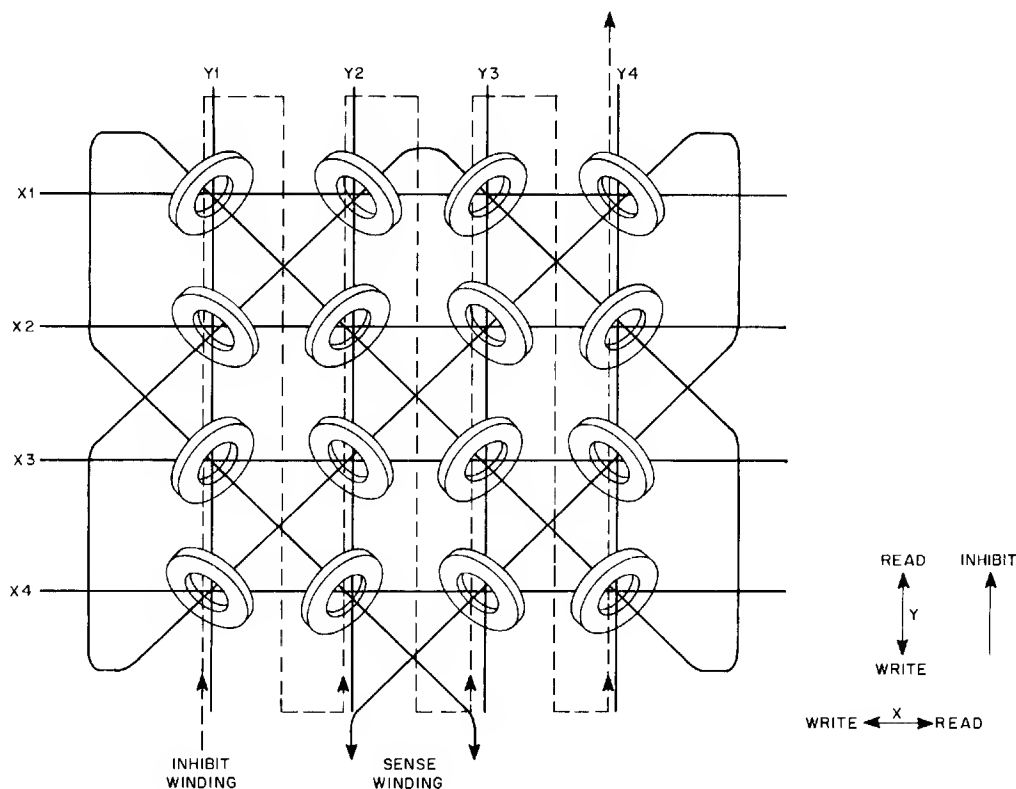 Y1 Y2 Y3 Y4
X1
X2
X3
X4
READ INHIBIT
Y
WRITE
WRITE X READ
INHIBIT
WINDING
SENSE
WINDING